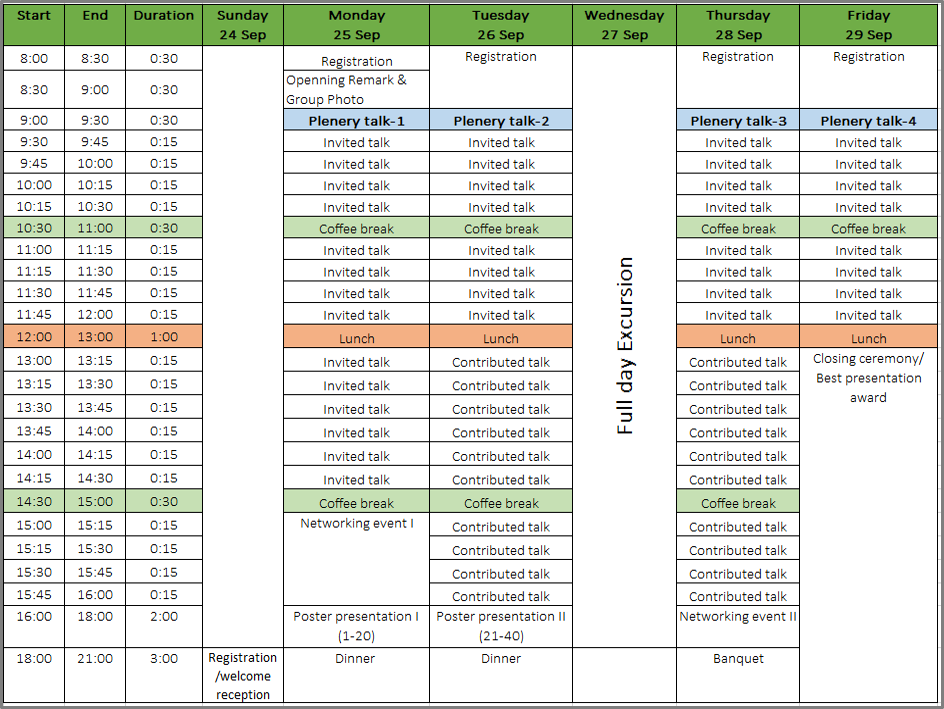 Start End Duration Sunday Monday Tuesday Wednesday Thursday Friday
24 Sep 25 Sep 26 Sep 27 Sep 28 Sep 29 Sep
8:00 8:30 0:30 Registration Registration Registration Registration
8:30 9:00 0:30 Openning Remark &
Group Photo
9:00 9:30 0:30 Plenery talk-1 Plenery talk-2 Plenery talk-3 Plenery talk-4
9:30 9:45 0:15 Invited talk Invited talk Invited talk Invited talk
9:45 10:00 0:15 Invited talk Invited talk Invited talk Invited talk
10:00 10:15 0:15 Invited talk Invited talk Invited talk Invited talk
10:15 10:30 0:15 Invited talk Invited talk Invited talk Invited talk
10:30 11:00 0:30 Coffee break Coffee break Coffee break Coffee break
11:00 11:15 0:15 Invited talk Invited talk Invited talk Invited talk
11:15 11:30 0:15 Invited talk Invited talk Invited talk Invited talk
11:30 11:45 0:15 Invited talk Invited talk Invited talk Invited talk
11:45 12:00 0:15 Invited talk Invited talk Invited talk Invited talk
Full day Excursion
12:00 13:00 1:00 Lunch Lunch Lunch Lunch
13:00 13:15 0:15 Invited talk Contributed talk Contributed talk Closing ceremony/
13:15 13:30 0:15 Invited talk Contributed talk Contributed talk Best presentation
award
13:30 13:45 0:15 Invited talk Contributed talk Contributed talk
13:45 14:00 0:15 Invited talk Contributed talk Contributed talk
14:00 14:15 0:15 Invited talk Contributed talk Contributed talk
14:15 14:30 0:15 Invited talk Contributed talk Contributed talk
14:30 15:00 0:30 Coffee break Coffee break Coffee break
15:00 15:15 0:15 Networking event I Contributed talk Contributed talk
15:15 15:30 0:15 Contributed talk Contributed talk
15:30 15:45 0:15 Contributed talk Contributed talk
15:45 16:00 0:15 Contributed talk Contributed talk
16:00 18:00 2:00 Poster presentation I Poster presentation II Networking event II
(1-20) (21-40)
18:00 21:00 3:00 Registration Dinner Dinner Banquet
/welcome
reception